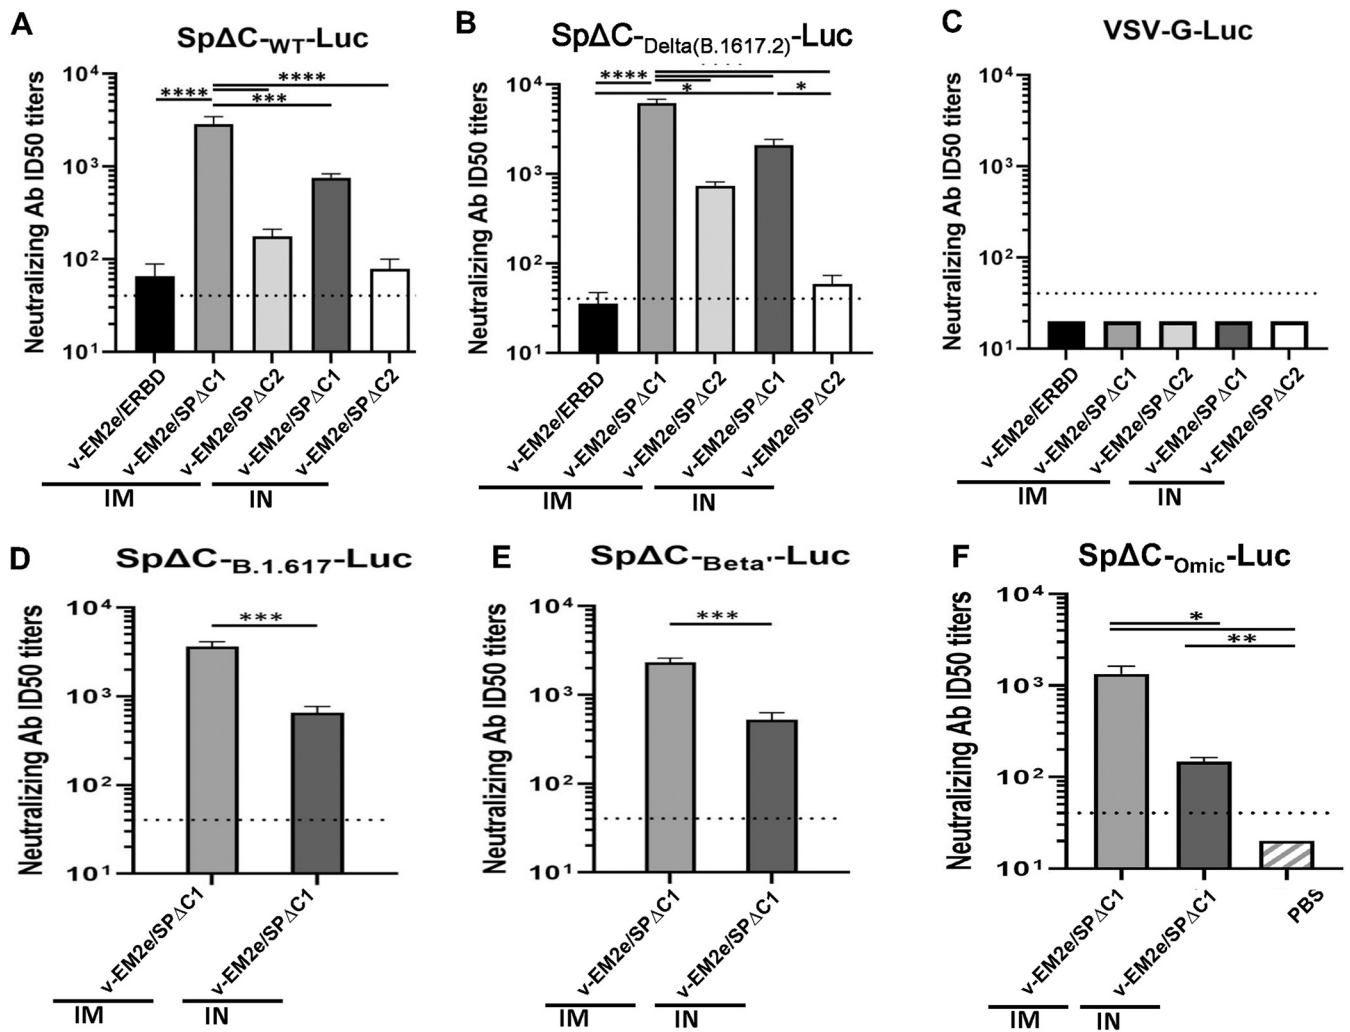 A
SpΔC-WT-Luc
Neutralizing Ab ID50 titers
10⁴
10³
10²
10¹
****
****
***
v-EM2e/ERBD
v-EM2e/SPΔC1
v-EM2e/SPΔC2
v-EM2e/SPΔC1
v-EM2e/SPΔC2
IM
IN
B
SpΔC-Delta(B.1617.2)-Luc
Neutralizing Ab ID50 titers
10⁴
10³
10²
10¹
****
*
*
v-EM2e/ERBD
v-EM2e/SPΔC1
v-EM2e/SPΔC2
v-EM2e/SPΔC1
v-EM2e/SPΔC2
IM
IN
C
VSV-G-Luc
Neutralizing Ab ID50 titers
10⁴
10³
10²
10¹
v-EM2e/ERBD
v-EM2e/SPΔC1
v-EM2e/SPΔC2
v-EM2e/SPΔC1
v-EM2e/SPΔC2
IM
IN
D
SpΔC-B.1.617-Luc
Neutralizing Ab ID50 titers
10⁴
10³
10²
10¹
***
v-EM2e/SPΔC1
v-EM2e/SPΔC1
IM
IN
E
SpΔC-Beta'-Luc
Neutralizing Ab ID50 titers
10⁴
10³
10²
10¹
***
v-EM2e/SPΔC1
v-EM2e/SPΔC1
IM
IN
F
SpΔC-Omic-Luc
Neutralizing Ab ID50 titers
10⁴
10³
10²
10¹
*
**
v-EM2e/SPΔC1
v-EM2e/SPΔC1
PBS
IM
IN